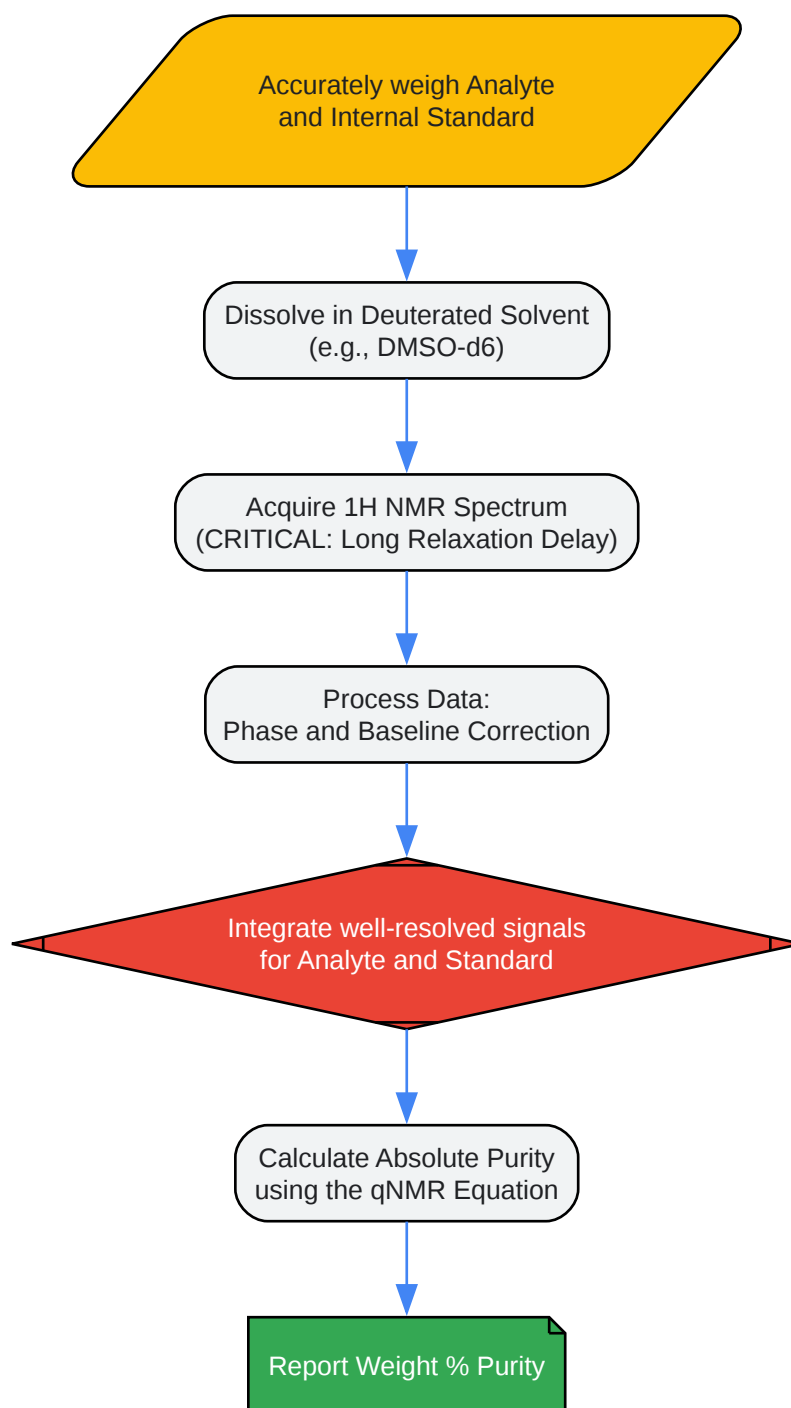 Accurately weigh Analyte
and Internal Standard
Dissolve in Deuterated Solvent
(e.g., DMSO-d6)
Acquire 1H NMR Spectrum
(CRITICAL: Long Relaxation Delay)
Process Data:
Phase and Baseline Correction
Integrate well-resolved signals
for Analyte and Standard
Calculate Absolute Purity
using the qNMR Equation
Report Weight % Purity